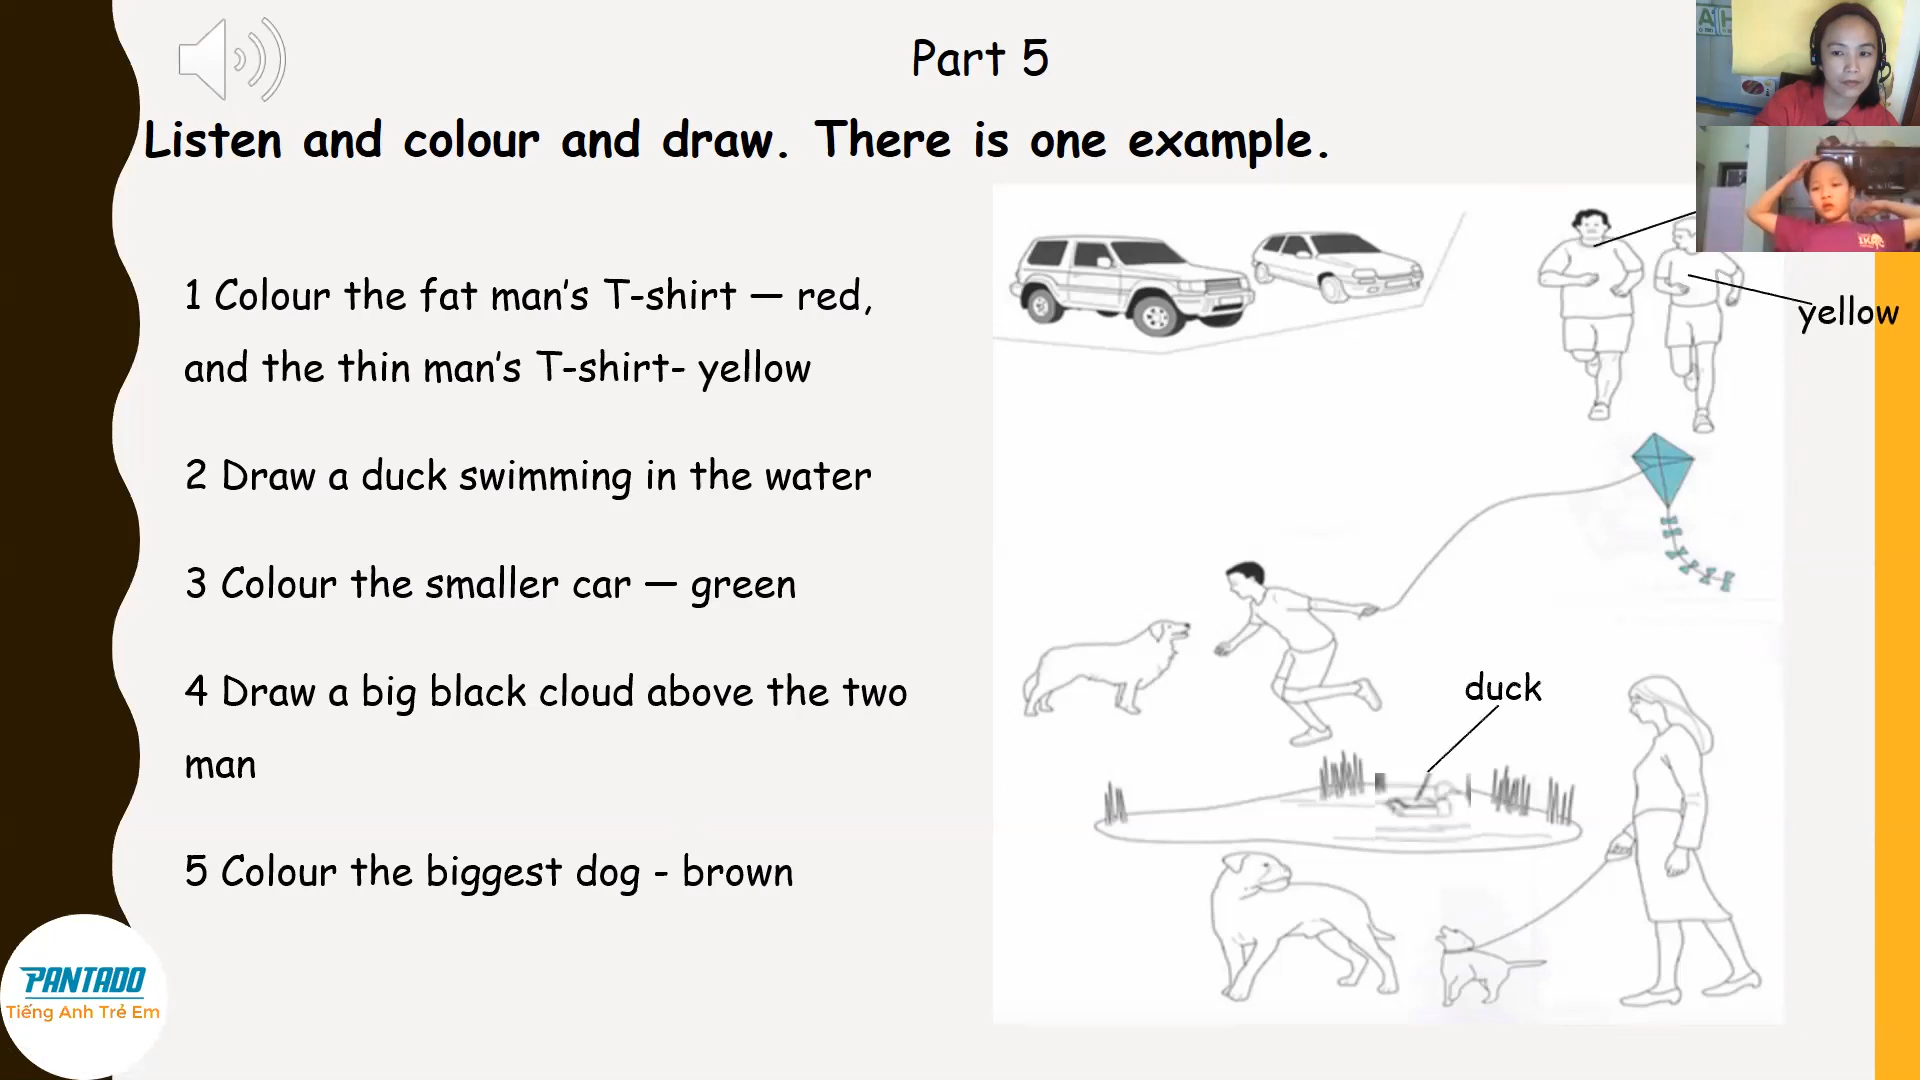 Part 5
Listen and colour and draw. There is one example.
1 Colour the fat man's T-shirt — red,
and the thin man's T-shirt- yellow
2 Draw a duck swimming in the water
3 Colour the smaller car — green
4 Draw a big black cloud above the two
man
5 Colour the biggest dog - brown
yellow
duck
PANTADO
Tiếng Anh Trẻ Em